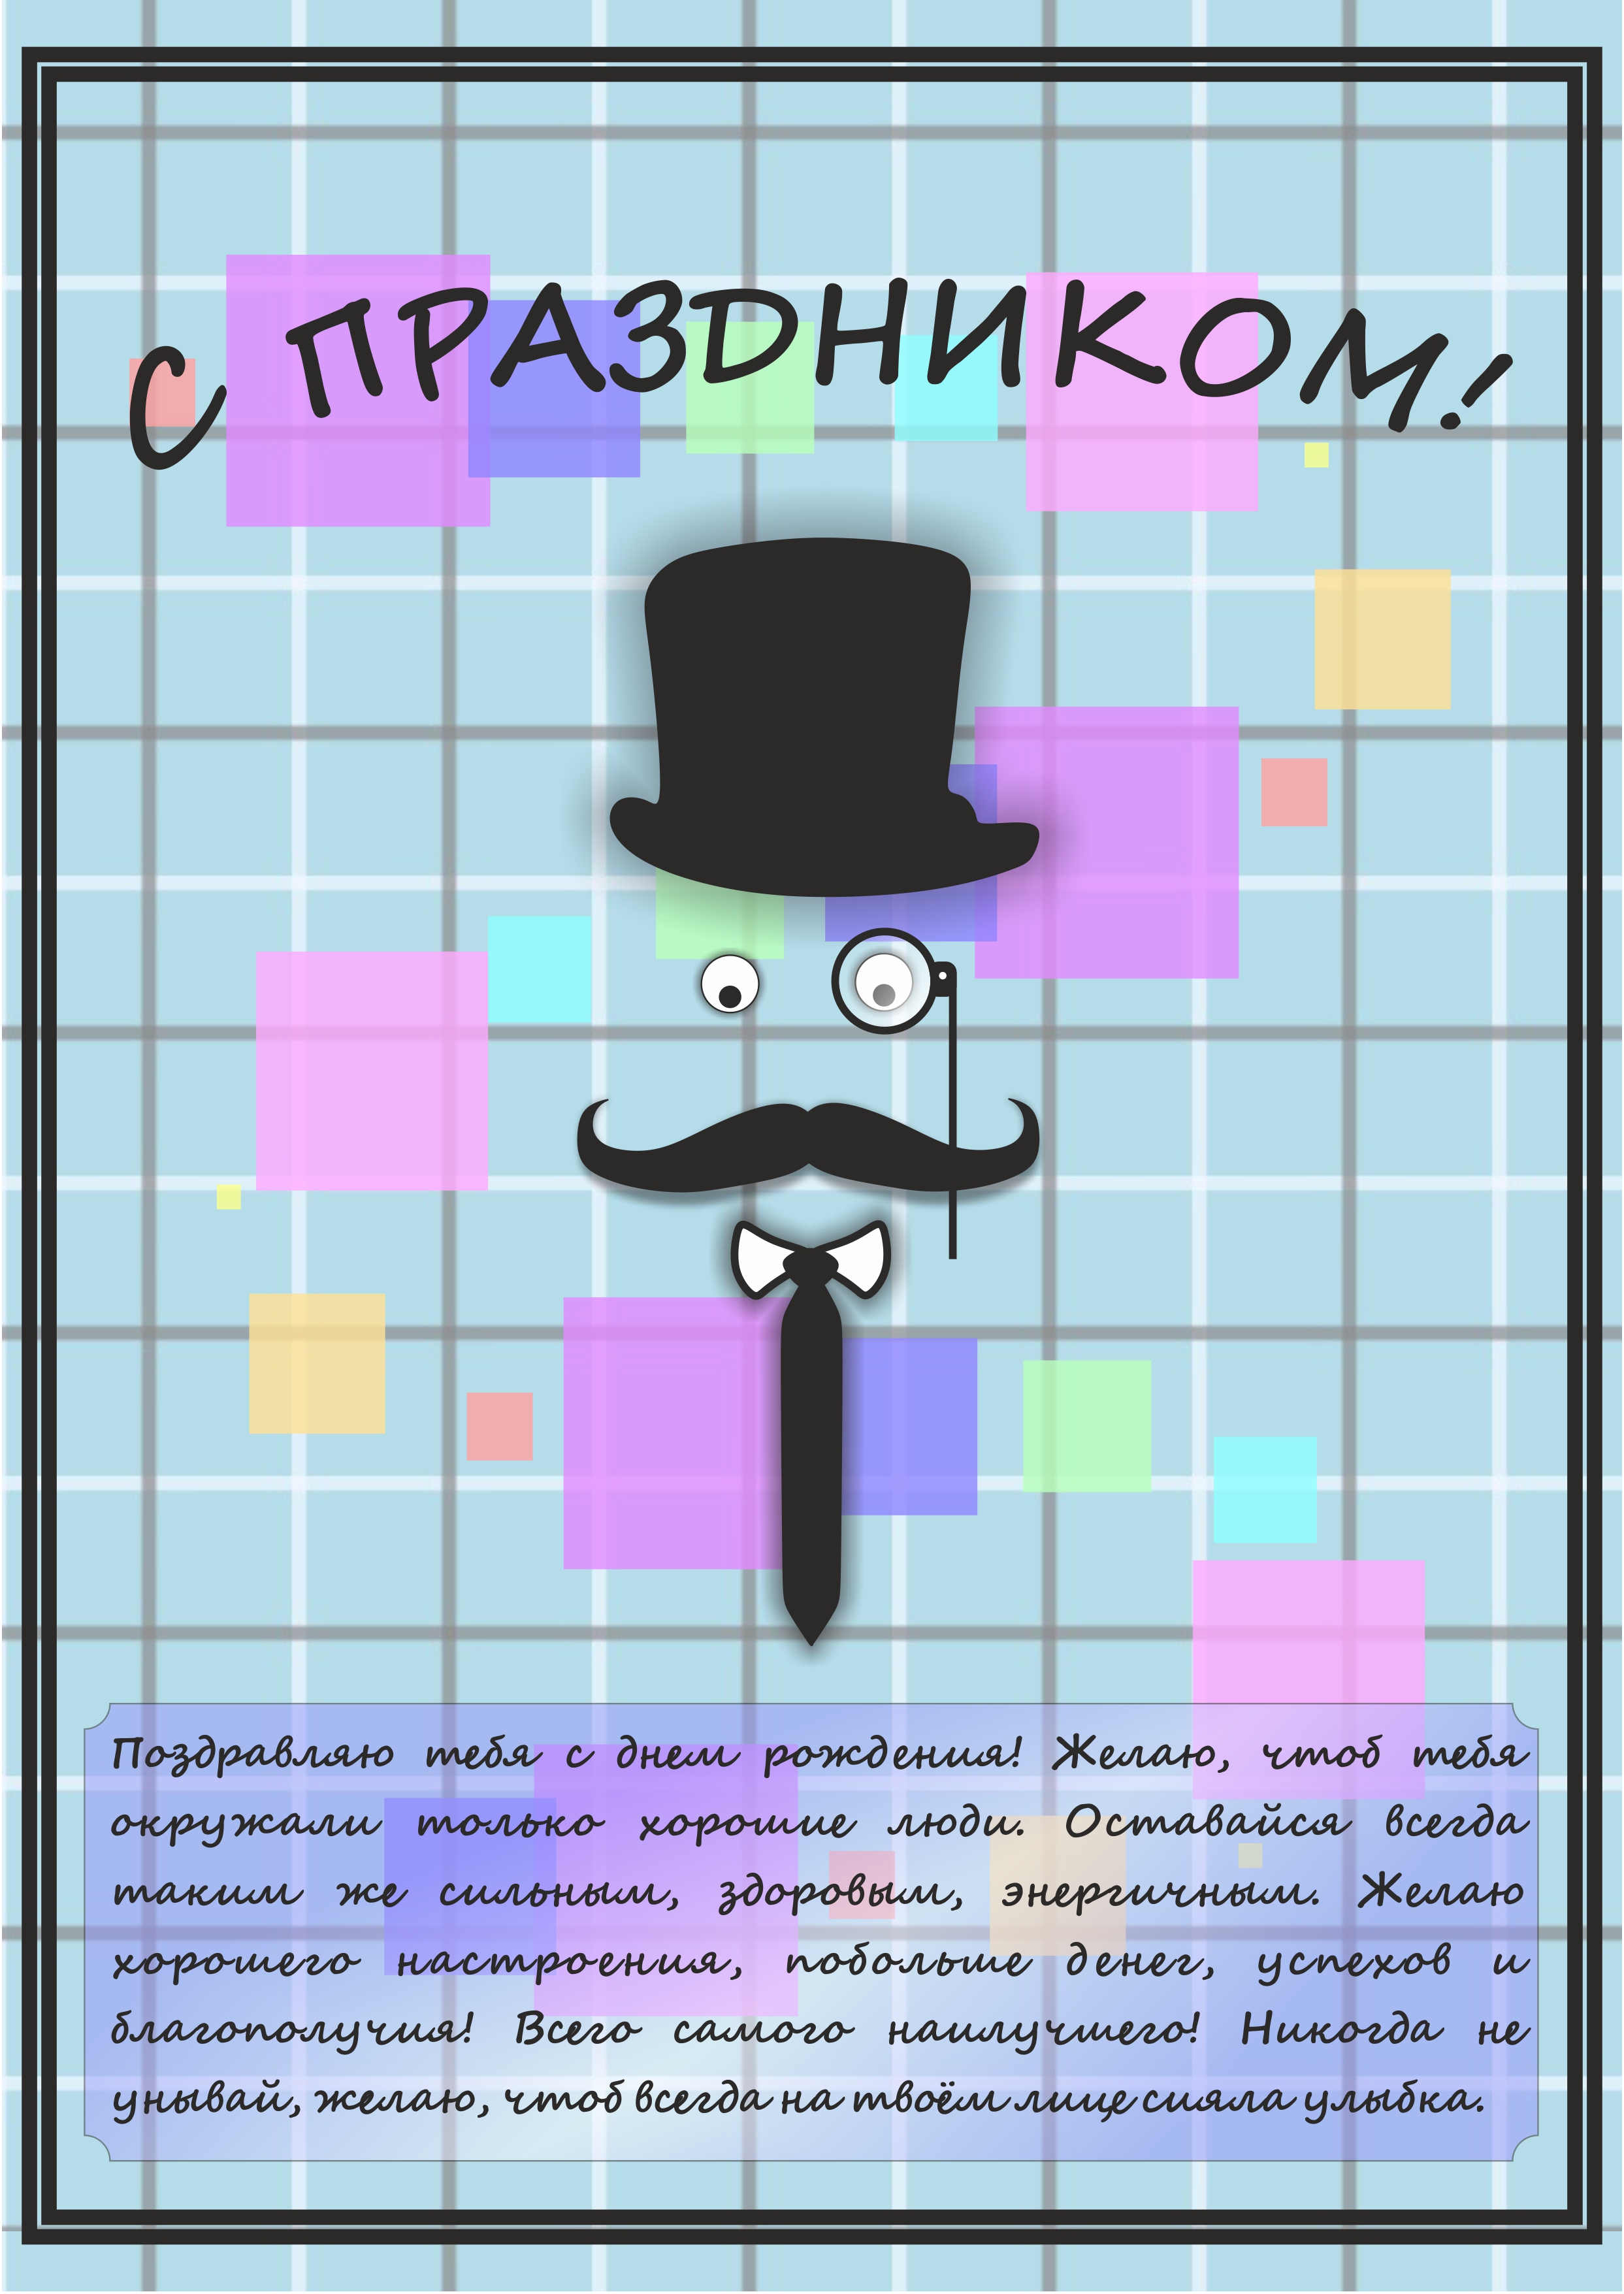 С ПРАЗДНИКОМ!
Поздравляю тебя с днем рождения! Желаю, чтоб тебя
окружали только хорошие люди. Оставайся всегда
таким же сильным, здоровым, энергичным. Желаю
хорошего настроения, побольше денег, успехов и
благополучия! Всего самого наилучшего! Никогда не
унывай, желаю, чтоб всегда на твоём лице сияла улыбка.